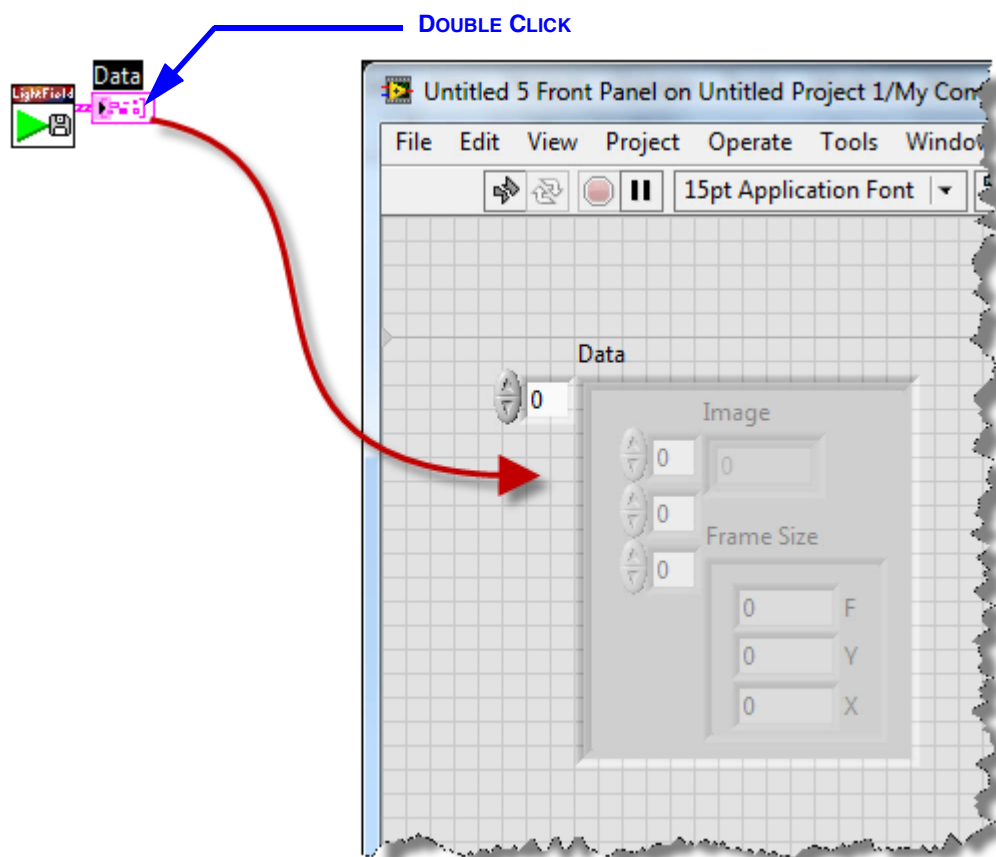 DOUBLE CLICK
Data
LightField
Untitled 5 Front Panel on Untitled Project 1/My Com
File Edit View Project Operate Tools Window
15pt Application Font
Data
0
Image
0
0
0
Frame Size
0
0 F
0 Y
0 X